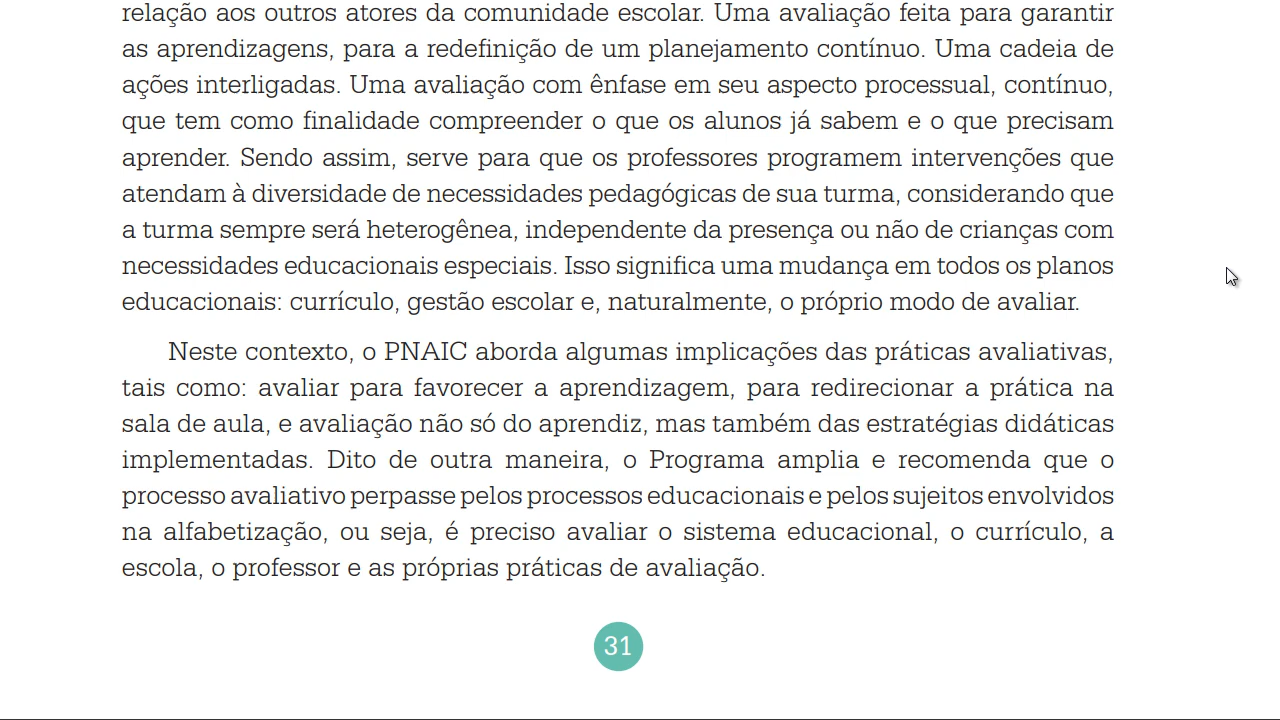 relação aos outros atores da comunidade escolar. Uma avaliação feita para garantir
as aprendizagens, para a redefinição de um planejamento contínuo. Uma cadeia de
ações interligadas. Uma avaliação com ênfase em seu aspecto processual, contínuo,
que tem como finalidade compreender o que os alunos já sabem e o que precisam
aprender. Sendo assim, serve para que os professores programem intervenções que
atendam à diversidade de necessidades pedagógicas de sua turma, considerando que
a turma sempre será heterogênea, independente da presença ou não de crianças com
necessidades educacionais especiais. Isso significa uma mudança em todos os planos
educacionais: currículo, gestão escolar e, naturalmente, o próprio modo de avaliar.
Neste contexto, o PNAIC aborda algumas implicações das práticas avaliativas,
tais como: avaliar para favorecer a aprendizagem, para redirecionar a prática na
sala de aula, e avaliação não só do aprendiz, mas também das estratégias didáticas
implementadas. Dito de outra maneira, o Programa amplia e recomenda que o
processo avaliativo perpasse pelos processos educacionais e pelos sujeitos envolvidos
na alfabetização, ou seja, é preciso avaliar o sistema educacional, o currículo, a
escola, o professor e as próprias práticas de avaliação.
31